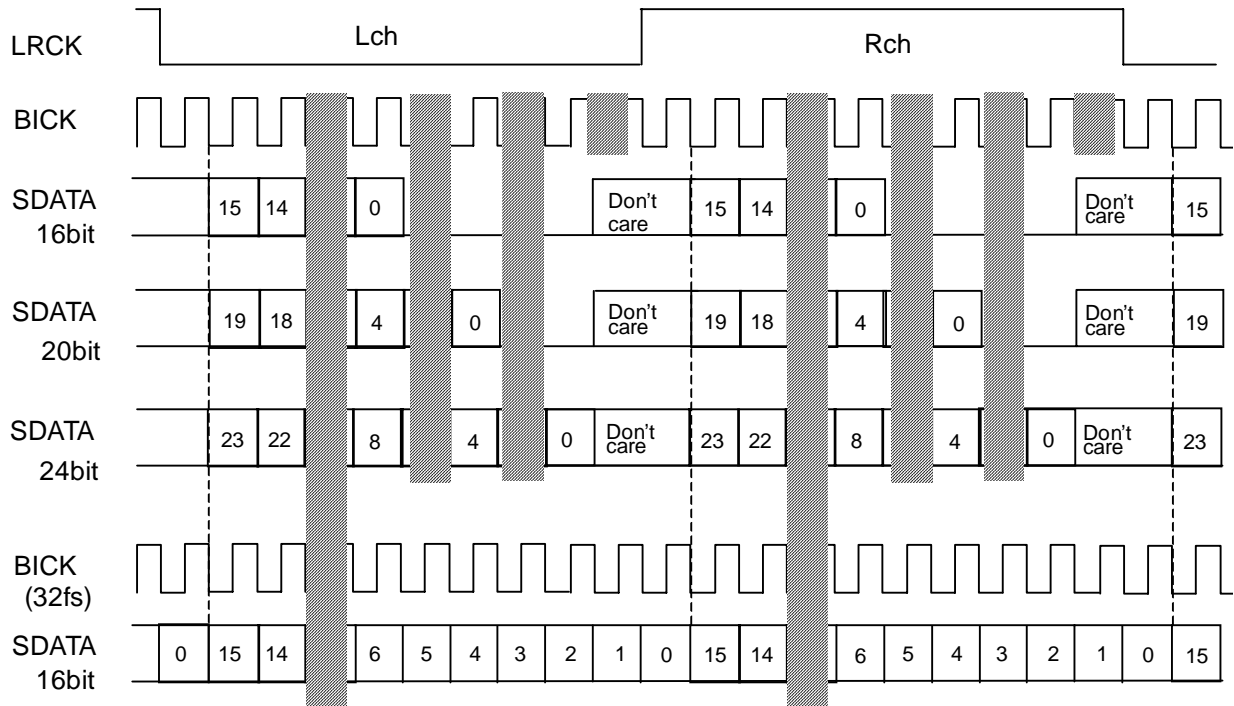 LRCK Lch Rch
BICK
SDATA 15 14 0 Don't 15 14 0 Don't 15
16bit care care
SDATA 19 18 4 0 Don't 19 18 4 0 Don't 19
20bit care care
SDATA 23 22 8 4 0 Don't 23 22 8 4 0 Don't 23
24bit care care
BICK
(32fs)
SDATA 0 15 14 6 5 4 3 2 1 0 15 14 6 5 4 3 2 1 0 15
16bit